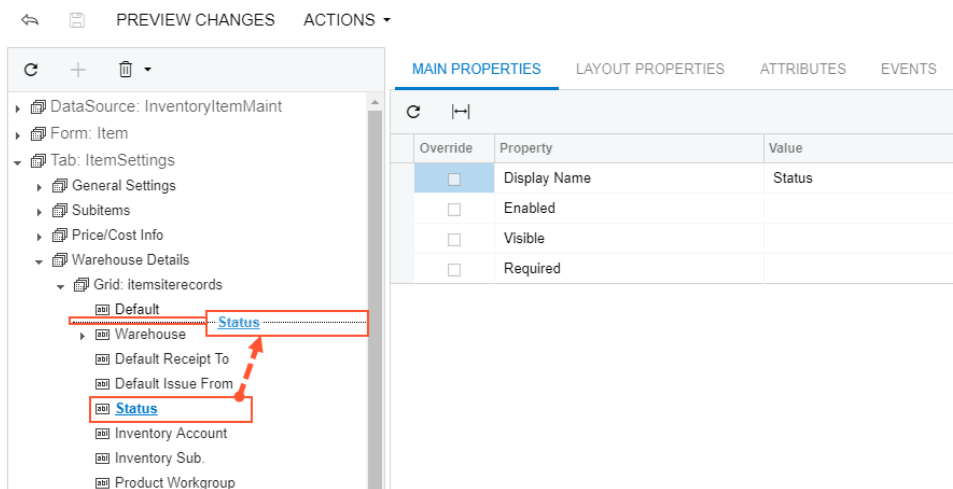 PREVIEW CHANGES ACTIONS
MAIN PROPERTIES LAYOUT PROPERTIES ATTRIBUTES EVENTS
DataSource: InventoryItemMaint
Form: Item
Tab: ItemSettings
General Settings
Subitems
Price/Cost Info
Warehouse Details
Grid: itemsiterecords
Default
Status
Warehouse
Default Receipt To
Default Issue From
Status
Inventory Account
Inventory Sub.
Product Workgroup
Override Property Value
Display Name Status
Enabled
Visible
Required